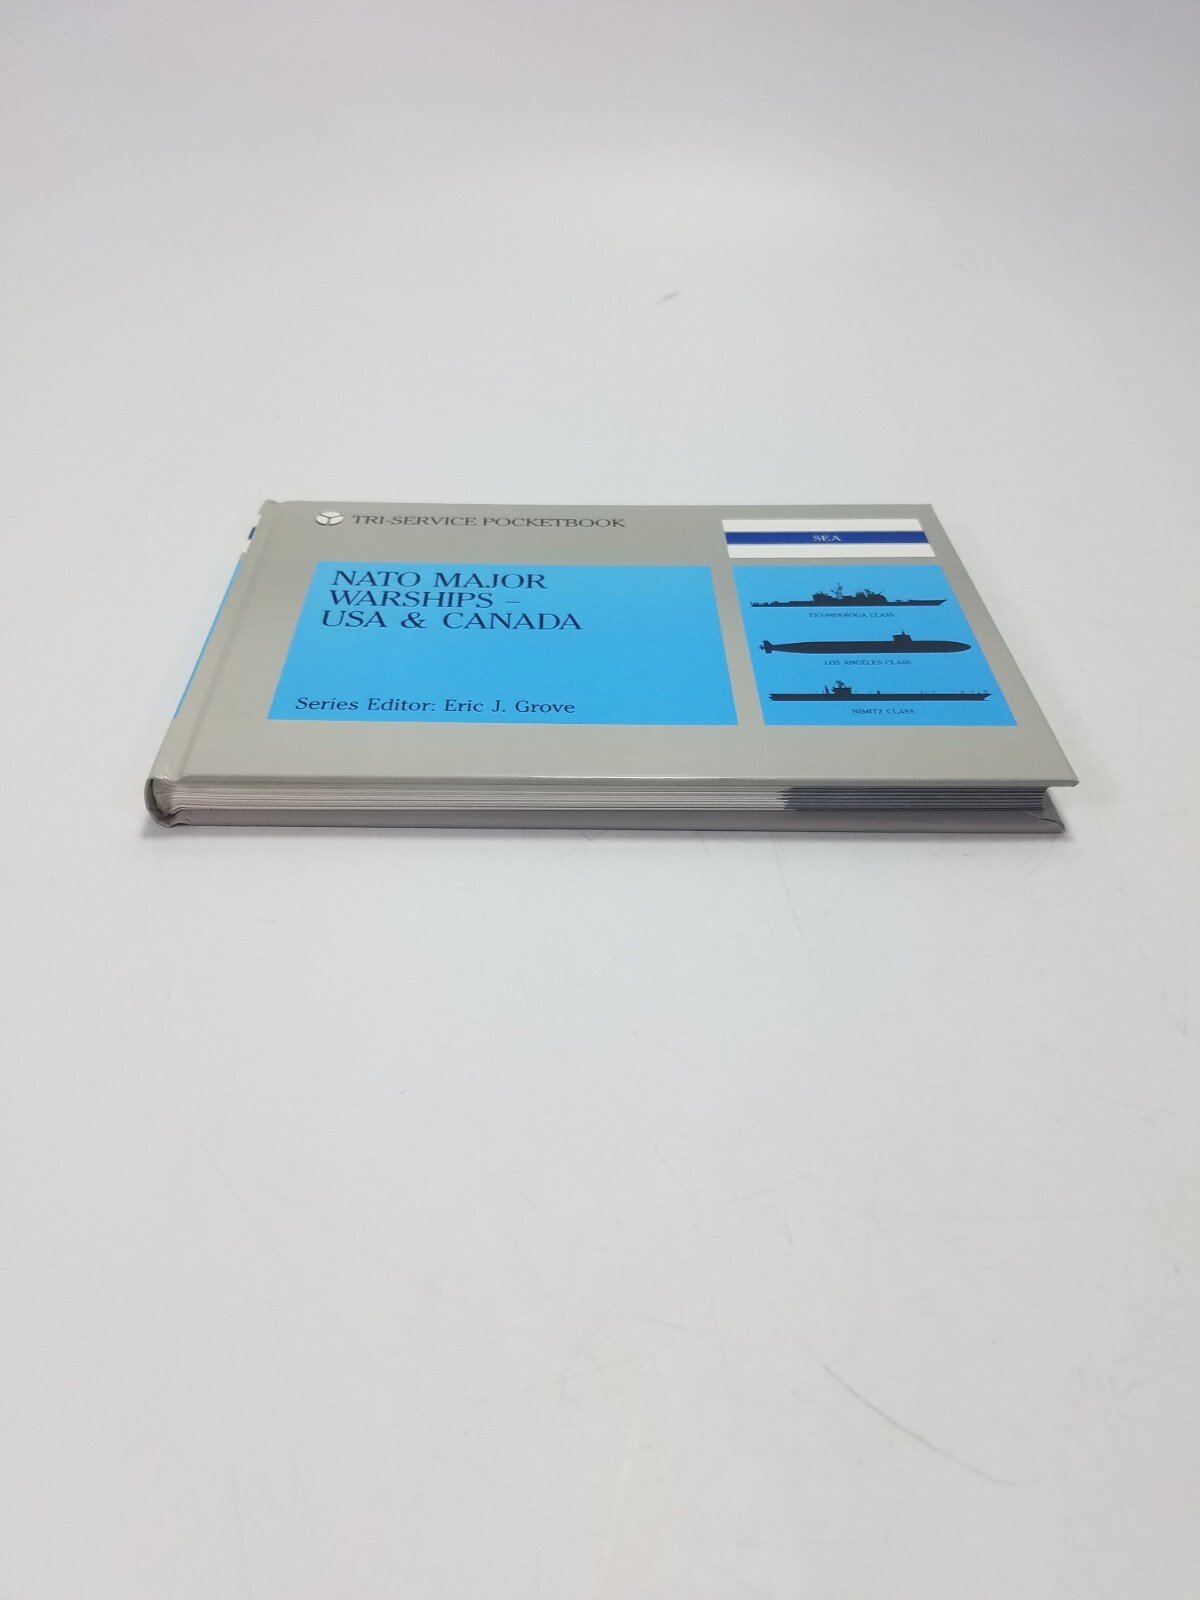 TRI-SERVICE POCKETBOOK
SEA
NATO MAJOR
WARSHIPS –
USA & CANADA
Series Editor: Eric J. Grove
TICONDEROGA CLASS
LOS ANGELES CLASS
NIMITZ CLASS